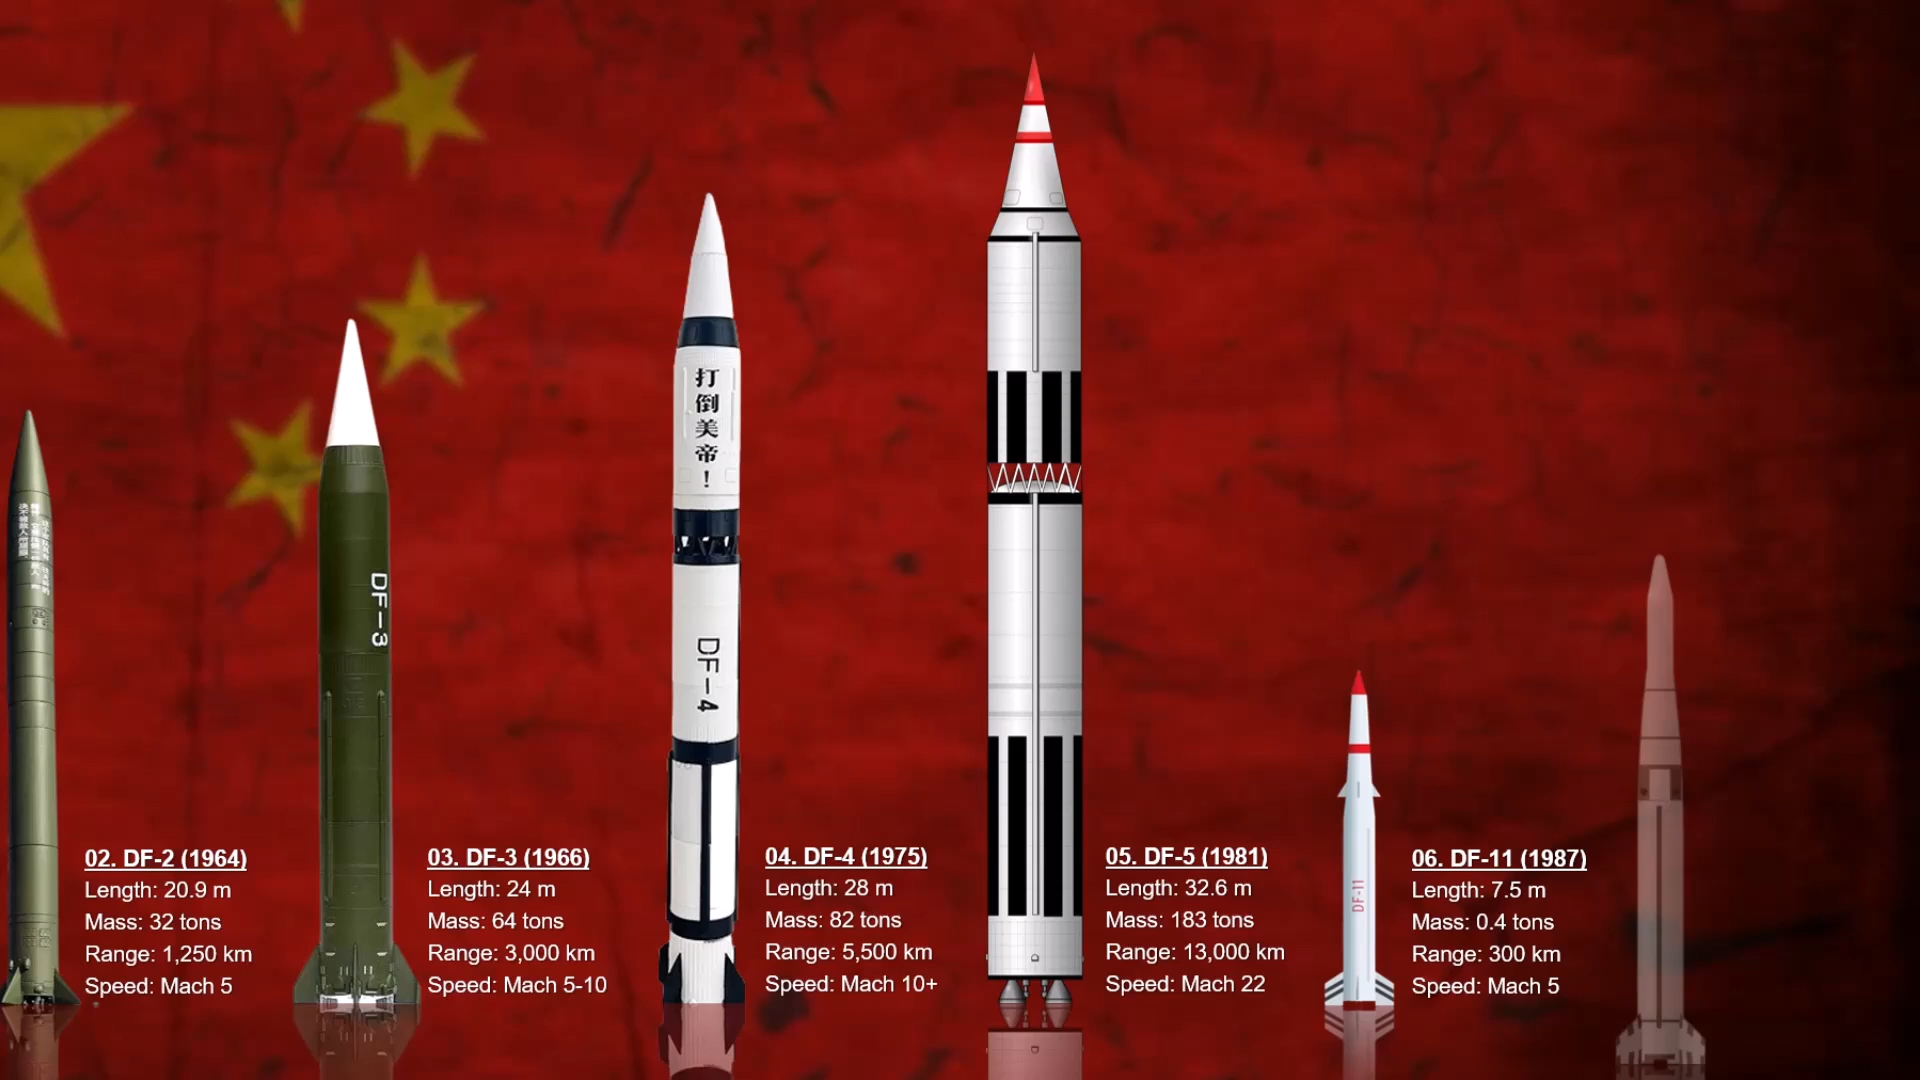 打倒美帝！
DF-3
DF-4
DF-11
02. DF-2 (1964)
Length: 20.9 m
Mass: 32 tons
Range: 1,250 km
Speed: Mach 5
03. DF-3 (1966)
Length: 24 m
Mass: 64 tons
Range: 3,000 km
Speed: Mach 5-10
04. DF-4 (1975)
Length: 28 m
Mass: 82 tons
Range: 5,500 km
Speed: Mach 10+
05. DF-5 (1981)
Length: 32.6 m
Mass: 183 tons
Range: 13,000 km
Speed: Mach 22
06. DF-11 (1987)
Length: 7.5 m
Mass: 0.4 tons
Range: 300 km
Speed: Mach 5